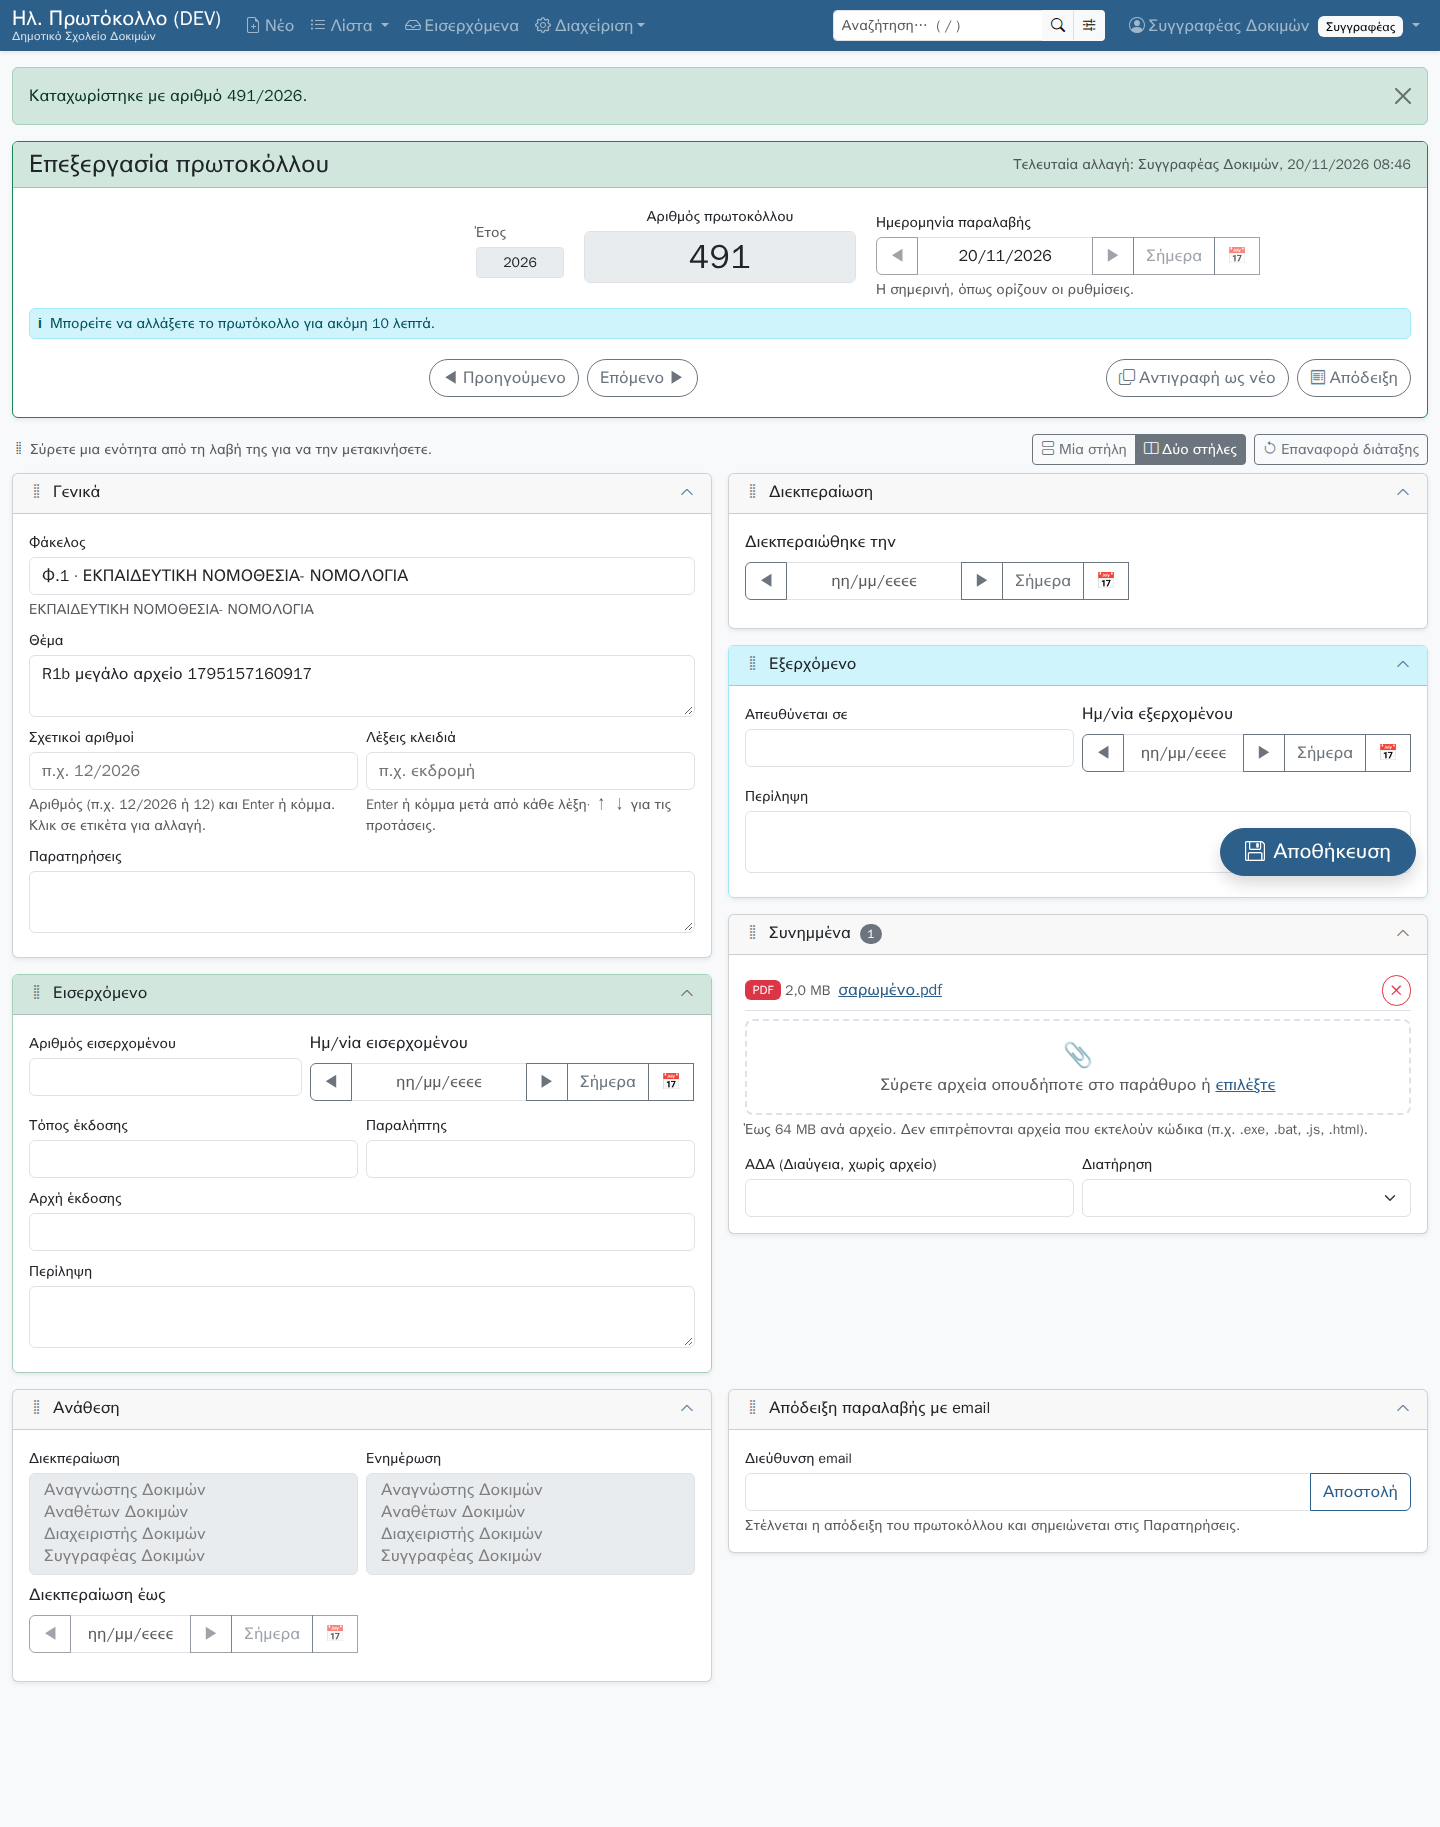 Ηλ. Πρωτόκολλο (DEV)
Δημοτικό Σχολείο Δοκιμών
Νέο Λίστα Εισερχόμενα Διαχείριση
Αναζήτηση… ( / )
Συγγραφέας Δοκιμών Συγγραφέας
Καταχωρίστηκε με αριθμό 491/2026.
Επεξεργασία πρωτοκόλλου
Τελευταία αλλαγή: Συγγραφέας Δοκιμών, 20/11/2026 08:46
Έτος
2026
Αριθμός πρωτοκόλλου
491
Ημερομηνία παραλαβής
◀ 20/11/2026 ▶ Σήμερα
Η σημερινή, όπως ορίζουν οι ρυθμίσεις.
i Μπορείτε να αλλάξετε το πρωτόκολλο για ακόμη 10 λεπτά.
◀ Προηγούμενο Επόμενο ▶
Αντιγραφή ως νέο Απόδειξη
Σύρετε μια ενότητα από τη λαβή της για να την μετακινήσετε.
Μία στήλη Δύο στήλες Επαναφορά διάταξης
Γενικά
Φάκελος
Φ.1 · ΕΚΠΑΙΔΕΥΤΙΚΗ ΝΟΜΟΘΕΣΙΑ- ΝΟΜΟΛΟΓΙΑ
ΕΚΠΑΙΔΕΥΤΙΚΗ ΝΟΜΟΘΕΣΙΑ- ΝΟΜΟΛΟΓΙΑ
Θέμα
R1b μεγάλο αρχείο 1795157160917
Σχετικοί αριθμοί
π.χ. 12/2026
Αριθμός (π.χ. 12/2026 ή 12) και Enter ή κόμμα.
Κλικ σε ετικέτα για αλλαγή.
Λέξεις κλειδιά
π.χ. εκδρομή
Enter ή κόμμα μετά από κάθε λέξη· ↑ ↓ για τις
προτάσεις.
Παρατηρήσεις
Εισερχόμενο
Αριθμός εισερχομένου
Ημ/νία εισερχομένου
◀ ηη/μμ/εεεε ▶ Σήμερα
Τόπος έκδοσης
Παραλήπτης
Αρχή έκδοσης
Περίληψη
Διεκπεραίωση
Διεκπεραιώθηκε την
◀ ηη/μμ/εεεε ▶ Σήμερα
Εξερχόμενο
Απευθύνεται σε
Ημ/νία εξερχομένου
◀ ηη/μμ/εεεε ▶ Σήμερα
Περίληψη
Αποθήκευση
Συνημμένα 1
PDF 2,0 MB σαρωμένο.pdf
Σύρετε αρχεία οπουδήποτε στο παράθυρο ή επιλέξτε
Έως 64 MB ανά αρχείο. Δεν επιτρέπονται αρχεία που εκτελούν κώδικα (π.χ. .exe, .bat, .js, .html).
ΑΔΑ (Διαύγεια, χωρίς αρχείο)
Διατήρηση
Ανάθεση
Διεκπεραίωση
Αναγνώστης Δοκιμών
Αναθέτων Δοκιμών
Διαχειριστής Δοκιμών
Συγγραφέας Δοκιμών
Ενημέρωση
Αναγνώστης Δοκιμών
Αναθέτων Δοκιμών
Διαχειριστής Δοκιμών
Συγγραφέας Δοκιμών
Διεκπεραίωση έως
◀ ηη/μμ/εεεε ▶ Σήμερα
Απόδειξη παραλαβής με email
Διεύθυνση email
Αποστολή
Στέλνεται η απόδειξη του πρωτοκόλλου και σημειώνεται στις Παρατηρήσεις.